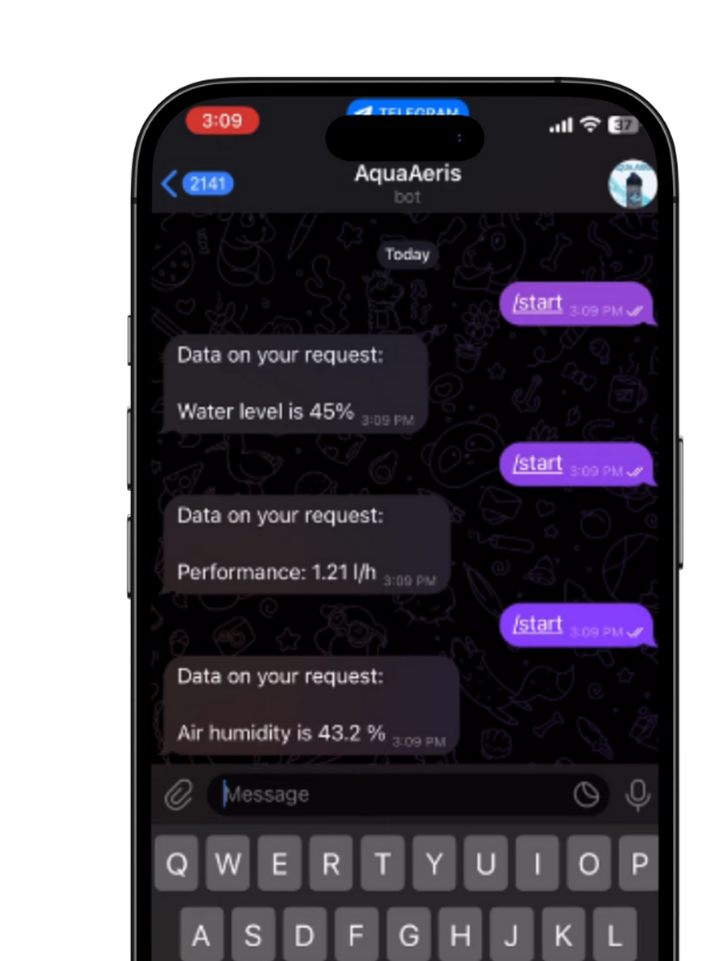 3:09
TELEGRAM
37
2141
AquaAeris
bot
Today
/start 3:09 PM
Data on your request:
Water level is 45% 3:09 PM
/start 3:09 PM
Data on your request:
Performance: 1.21 l/h 3:09 PM
/start 3:09 PM
Data on your request:
Air humidity is 43.2 % 3:09 PM
Message
Q W E R T Y U I O P
A S D F G H J K L